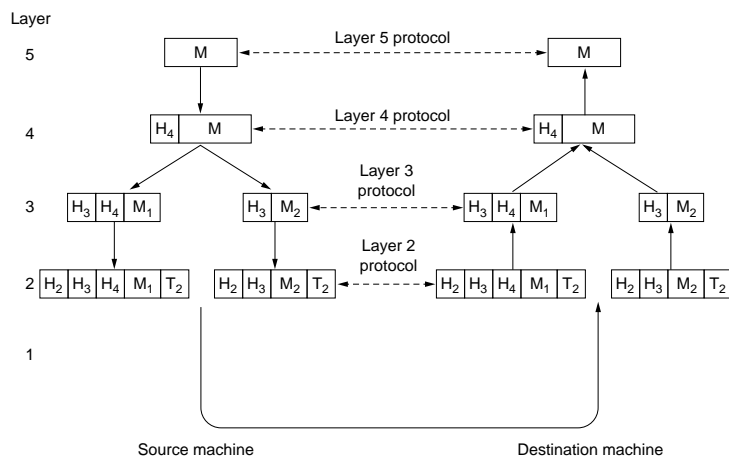 Layer
5 M Layer 5 protocol M
4 H4 M Layer 4 protocol H4 M
Layer 3
protocol
3 H3 H4 M1 H3 M2 H3 H4 M1 H3 M2
Layer 2
protocol
2 H2 H3 H4 M1 T2 H2 H3 M2 T2 H2 H3 H4 M1 T2 H2 H3 M2 T2
1
Source machine Destination machine